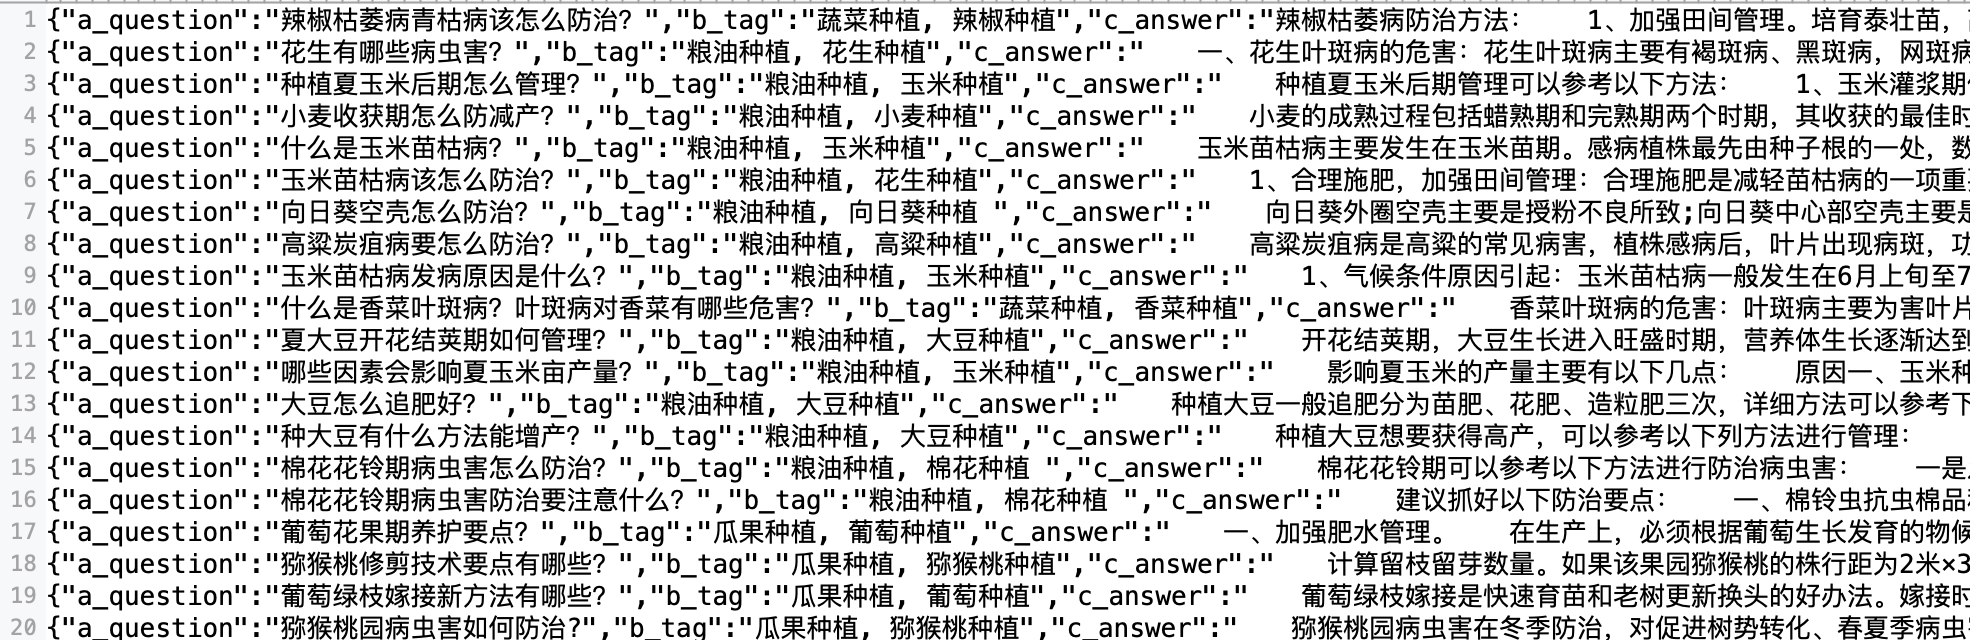 1 {"a_question":"辣椒枯萎病青枯病该怎么防治? ","b_tag":"蔬菜种植, 辣椒种植","c_answer":"辣椒枯萎病防治方法: 1、加强田间管理。培育泰壮苗,
2 {"a_question":"花生有哪些病虫害? ","b_tag":"粮油种植, 花生种植","c_answer":" 一、花生叶斑病的危害: 花生叶斑病主要有褐斑病、黑斑病, 网斑病
3 {"a_question":"种植夏玉米后期怎么管理? ","b_tag":"粮油种植, 玉米种植","c_answer":" 种植夏玉米后期管理可以参考以下方法: 1、玉米灌浆期
4 {"a_question":"小麦收获期怎么防减产? ","b_tag":"粮油种植, 小麦种植","c_answer":" 小麦的成熟过程包括蜡熟期和完熟期两个时期, 其收获的最佳时
5 {"a_question":"什么是玉米苗枯病? ","b_tag":"粮油种植, 玉米种植","c_answer":" 玉米苗枯病主要发生在玉米苗期。感病植株最先由种子根的一处, 数
6 {"a_question":"玉米苗枯病该怎么防治? ","b_tag":"粮油种植, 花生种植","c_answer":" 1、合理施肥, 加强田间管理: 合理施肥是减轻苗枯病的一项重
7 {"a_question":"向日葵空壳怎么防治? ","b_tag":"粮油种植, 向日葵种植 ","c_answer":" 向日葵外圈空壳主要是授粉不良所致;向日葵中心部空壳主要是
8 {"a_question":"高粱炭疽病要怎么防治? ","b_tag":"粮油种植, 高粱种植","c_answer":" 高粱炭疽病是高粱的常见病害, 植株感病后, 叶片出现病斑, 功
9 {"a_question":"玉米苗枯病发病原因是什么? ","b_tag":"粮油种植, 玉米种植","c_answer":" 1、气候条件原因引起: 玉米苗枯病一般发生在6月上旬至7
10 {"a_question":"什么是香菜叶斑病? 叶斑病对香菜有哪些危害? ","b_tag":"蔬菜种植, 香菜种植","c_answer":" 香菜叶斑病的危害: 叶斑病主要为害叶片
11 {"a_question":"夏大豆开花结荚期如何管理? ","b_tag":"粮油种植, 大豆种植","c_answer":" 开花结荚期, 大豆生长进入旺盛时期, 营养体生长逐渐达到
12 {"a_question":"哪些因素会影响夏玉米亩产量? ","b_tag":"粮油种植, 玉米种植","c_answer":" 影响夏玉米的产量主要有以下几点: 原因一、玉米种
13 {"a_question":"大豆怎么追肥好? ","b_tag":"粮油种植, 大豆种植","c_answer":" 种植大豆一般追肥分为苗肥、花肥、造粒肥三次, 详细方法可以参考下
14 {"a_question":"种大豆有什么方法能增产? ","b_tag":"粮油种植, 大豆种植","c_answer":" 种植大豆想要获得高产, 可以参考以下列方法进行管理:
15 {"a_question":"棉花花铃期病虫害怎么防治? ","b_tag":"粮油种植, 棉花种植 ","c_answer":" 棉花花铃期可以参考以下方法进行防治病虫害: 一是
16 {"a_question":"棉花花铃期病虫害防治要注意什么? ","b_tag":"粮油种植, 棉花种植 ","c_answer":" 建议抓好以下防治要点: 一、棉铃虫抗虫棉品
17 {"a_question":"葡萄花果期养护要点? ","b_tag":"瓜果种植, 葡萄种植","c_answer":" 一、加强肥水管理。 在生产上, 必须根据葡萄生长发育的物候
18 {"a_question":"猕猴桃修剪技术要点有哪些? ","b_tag":"瓜果种植, 猕猴桃种植","c_answer":" 计算留枝留芽数量。如果该果园猕猴桃的株行距为2米×3
19 {"a_question":"葡萄绿枝嫁接新方法有哪些? ","b_tag":"瓜果种植, 葡萄种植","c_answer":" 葡萄绿枝嫁接是快速育苗和老树更新换头的好办法。嫁接时
20 {"a_question":"猕猴桃园病虫害如何防治?","b_tag":"瓜果种植, 猕猴桃种植","c_answer":" 猕猴桃园病虫害在冬季防治, 对促进树势转化、春夏季病虫